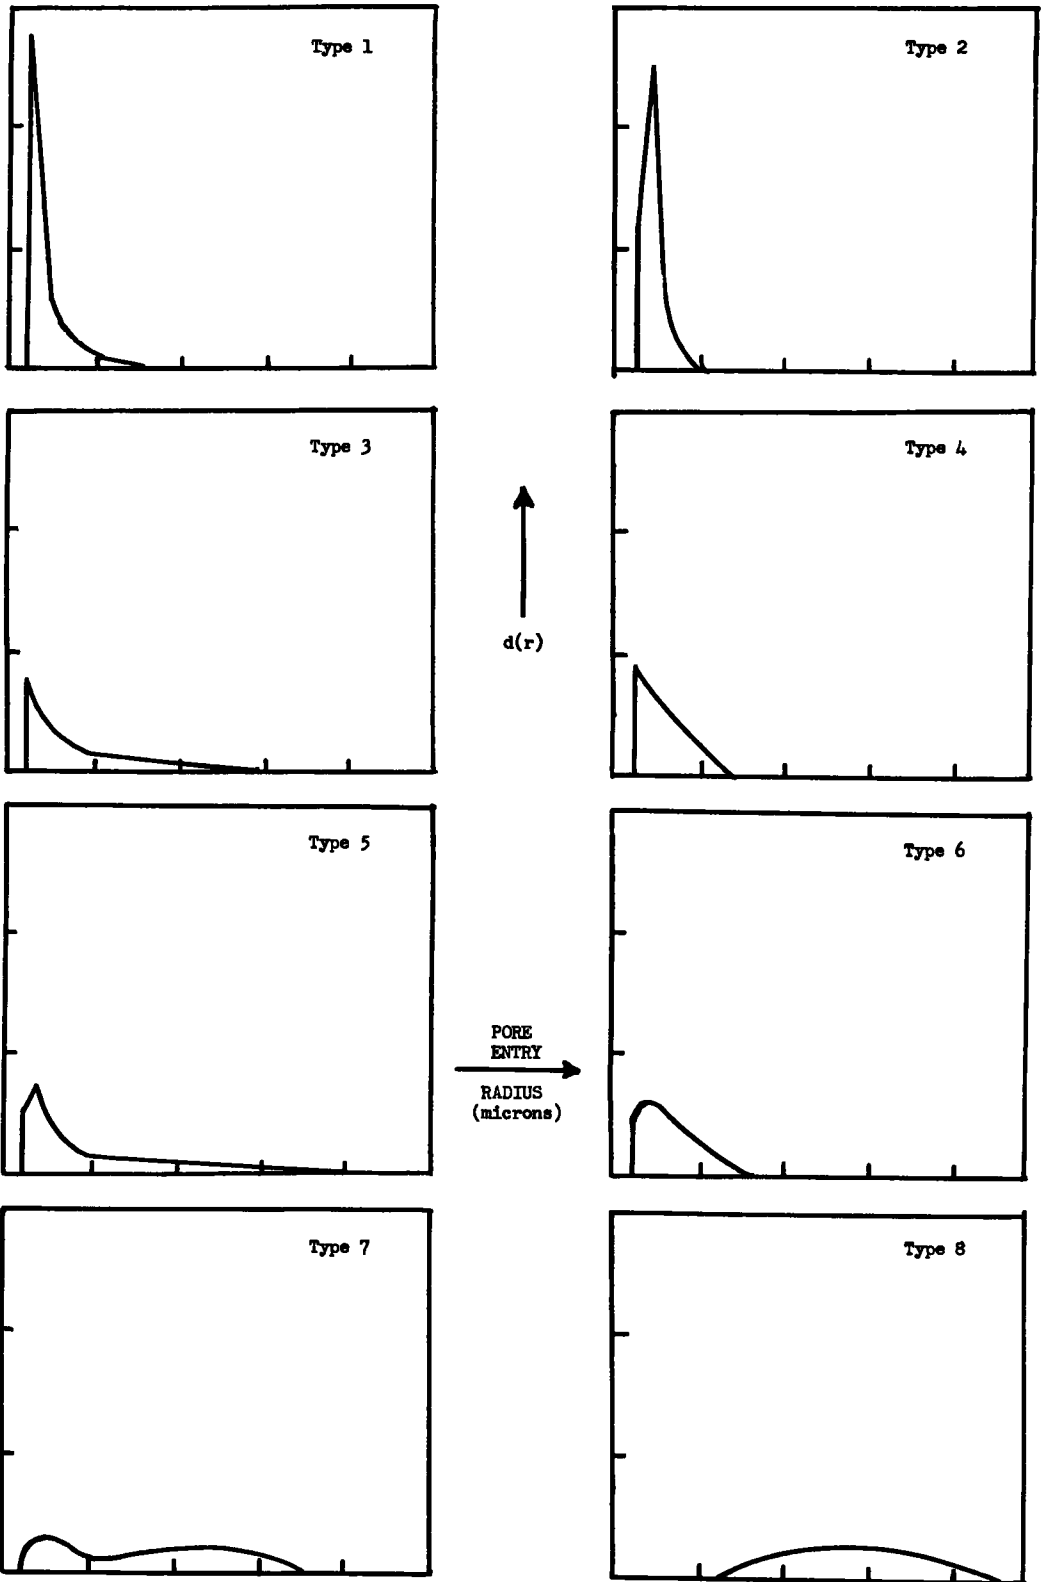 Type 1
Type 2
Type 3
Type 4
d(r)
Type 5
Type 6
PORE
ENTRY
RADIUS
(microns)
Type 7
Type 8